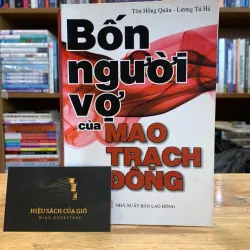 Tôn Hồng Quân - Lương Tú Hà
Bốn
người
vợ
của
MAO
TRẠCH
ĐÔNG
NHÀ XUẤT BẢN LAO ĐỘNG
HIỆU SÁCH CỦA GIÓ
WIND BOOKSTORE